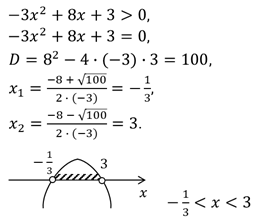 −3x² + 8x + 3 > 0,
−3x² + 8x + 3 = 0,
D = 8² − 4 · (−3) · 3 = 100,
x₁ = (−8 + √100)/(2 · (−3)) = −1/3,
x₂ = (−8 − √100)/(2 · (−3)) = 3.
−1/3 3
x
−1/3 < x < 3